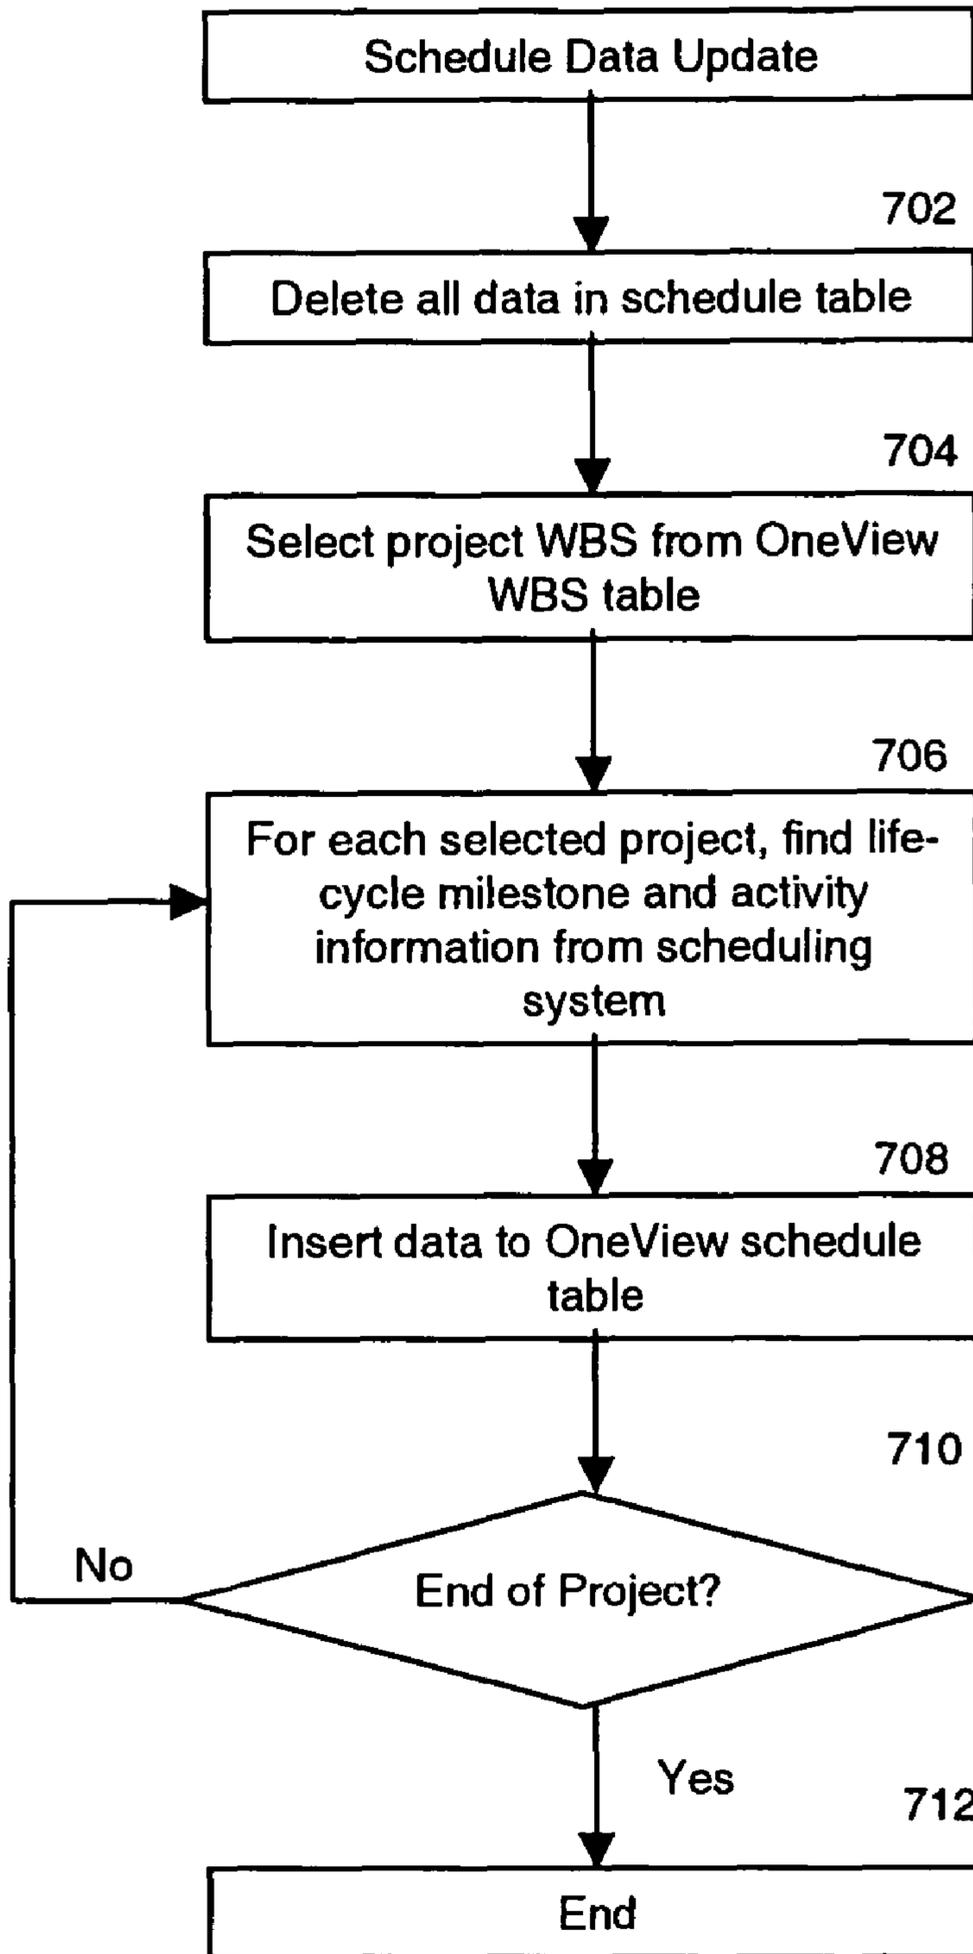 Schedule Data Update
702
Delete all data in schedule table
704
Select project WBS from OneView
WBS table
706
For each selected project, find life-
cycle milestone and activity
information from scheduling
system
708
Insert data to OneView schedule
table
710
End of Project?
No
Yes
712
End